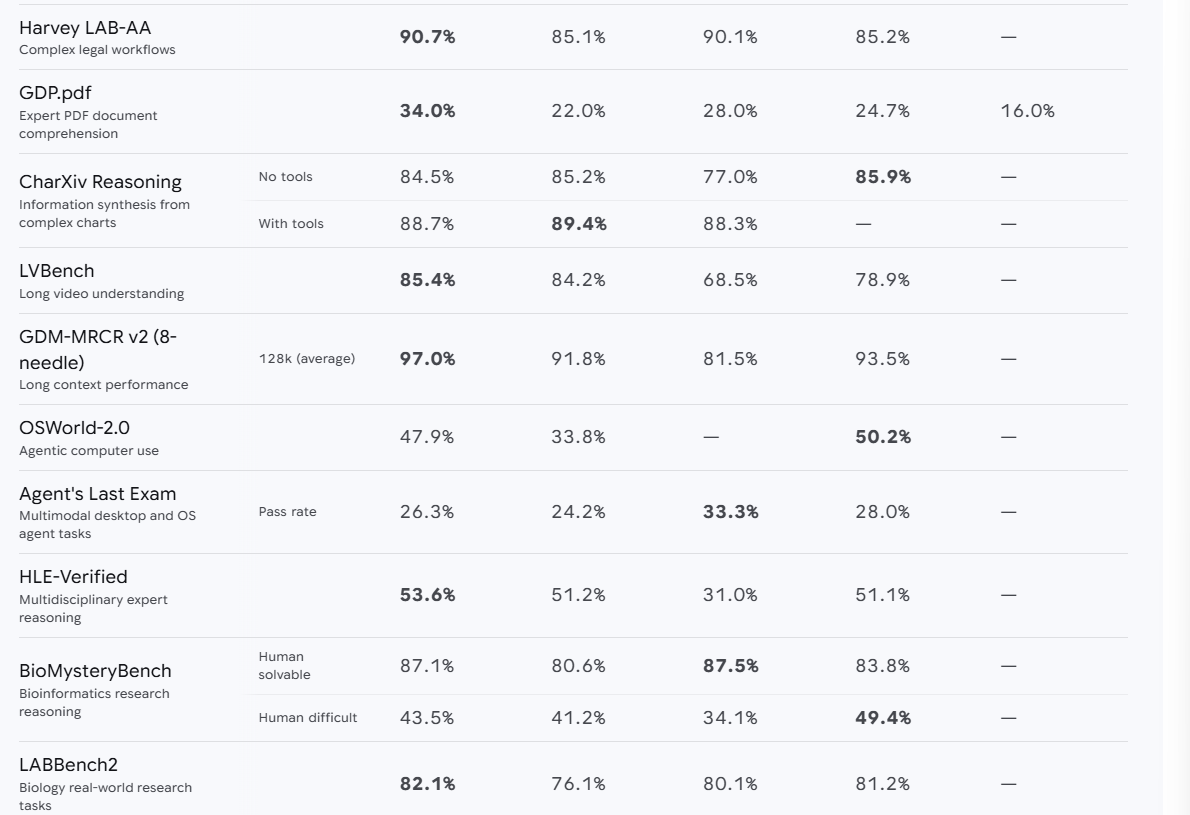 Harvey LAB-AA
Complex legal workflows
90.7% 85.1% 90.1% 85.2% —
GDP.pdf
Expert PDF document
comprehension
34.0% 22.0% 28.0% 24.7% 16.0%
CharXiv Reasoning
Information synthesis from
complex charts
No tools 84.5% 85.2% 77.0% 85.9% —
With tools 88.7% 89.4% 88.3% — —
LVBench
Long video understanding
85.4% 84.2% 68.5% 78.9% —
GDM-MRCR v2 (8-
needle)
Long context performance
128k (average) 97.0% 91.8% 81.5% 93.5% —
OSWorld-2.0
Agentic computer use
47.9% 33.8% — 50.2% —
Agent's Last Exam
Multimodal desktop and OS
agent tasks
Pass rate 26.3% 24.2% 33.3% 28.0% —
HLE-Verified
Multidisciplinary expert
reasoning
53.6% 51.2% 31.0% 51.1% —
BioMysteryBench
Bioinformatics research
reasoning
Human
solvable
87.1% 80.6% 87.5% 83.8% —
Human difficult 43.5% 41.2% 34.1% 49.4% —
LABBench2
Biology real-world research
tasks
82.1% 76.1% 80.1% 81.2% —